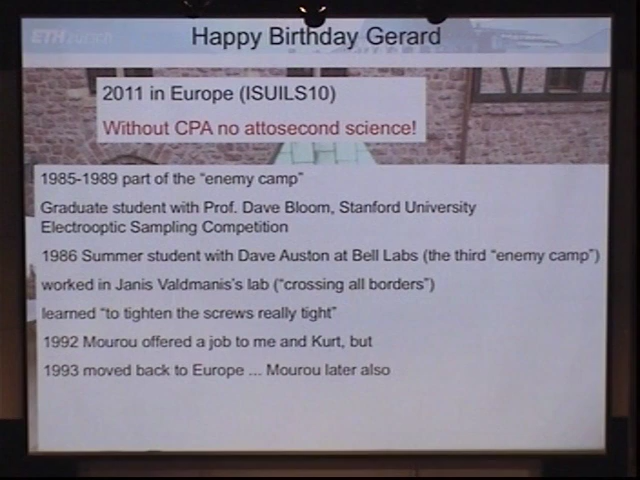 ETH zürich
Happy Birthday Gerard
2011 in Europe (ISUILS10)
Without CPA no attosecond science!
1985-1989 part of the “enemy camp”
Graduate student with Prof. Dave Bloom, Stanford University
Electrooptic Sampling Competition
1986 Summer student with Dave Auston at Bell Labs (the third “enemy camp”)
worked in Janis Valdmanis's lab (“crossing all borders”)
learned “to tighten the screws really tight”
1992 Mourou offered a job to me and Kurt, but
1993 moved back to Europe ... Mourou later also